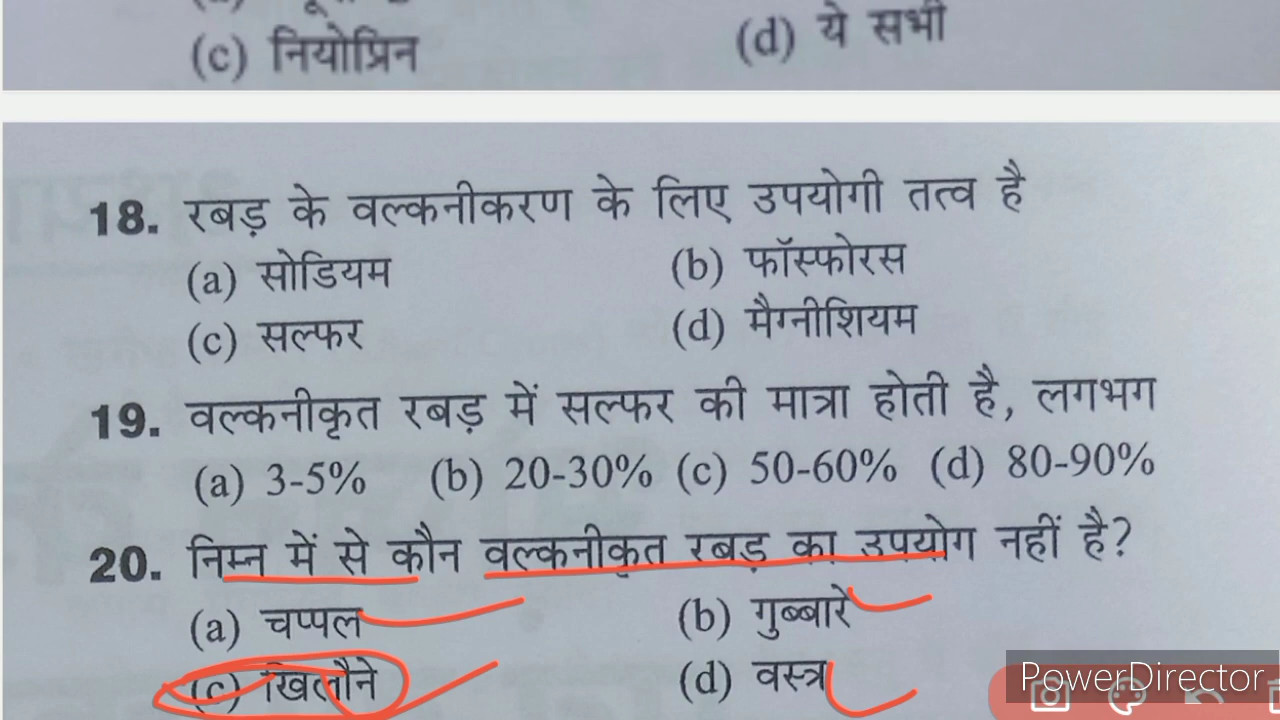 (c) नियोप्रिन (d) ये सभी
18. रबड़ के वल्कनीकरण के लिए उपयोगी तत्व है
(a) सोडियम (b) फॉस्फोरस
(c) सल्फर (d) मैग्नीशियम
19. वल्कनीकृत रबड़ में सल्फर की मात्रा होती है, लगभग
(a) 3-5% (b) 20-30% (c) 50-60% (d) 80-90%
20. निम्न में से कौन वल्कनीकृत रबड़ का उपयोग नहीं है?
(a) चप्पल (b) गुब्बारे
(c) खिलौने (d) वस्त्र
PowerDirector